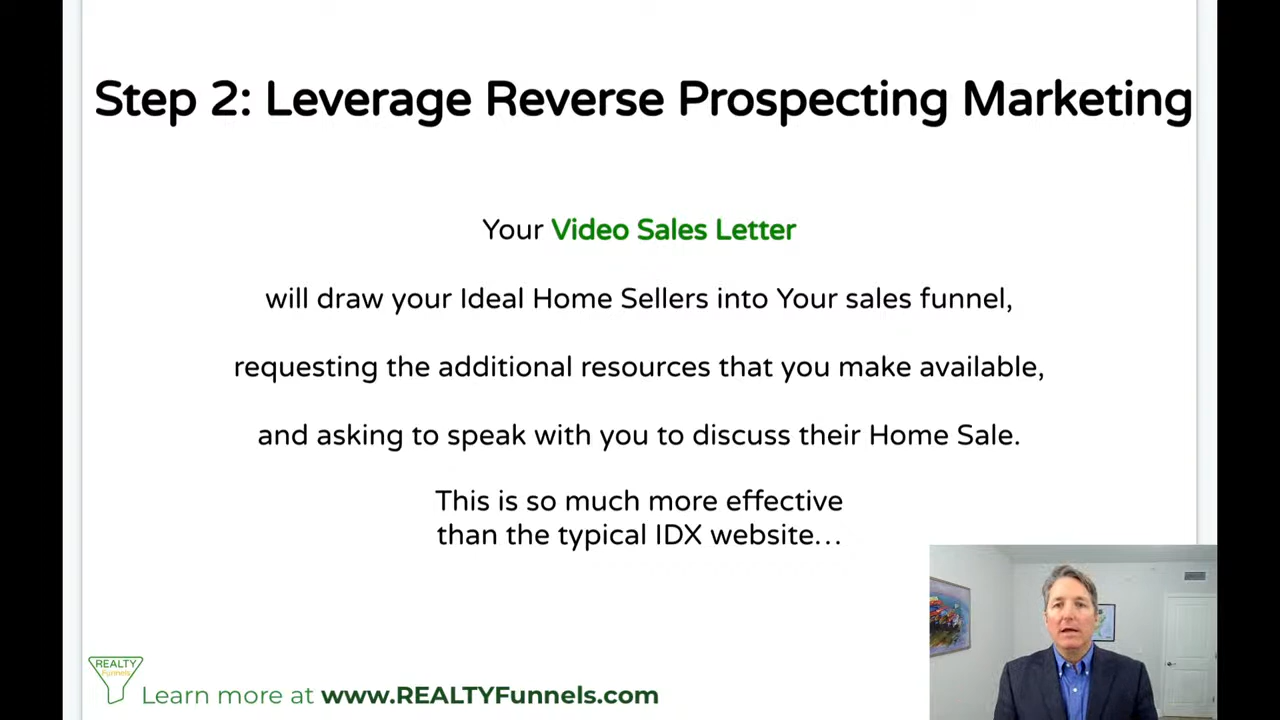 Step 2: Leverage Reverse Prospecting Marketing
Your Video Sales Letter
will draw your Ideal Home Sellers into Your sales funnel,
requesting the additional resources that you make available,
and asking to speak with you to discuss their Home Sale.
This is so much more effective
than the typical IDX website…
REALTY
Funnels
Learn more at www.REALTYFunnels.com